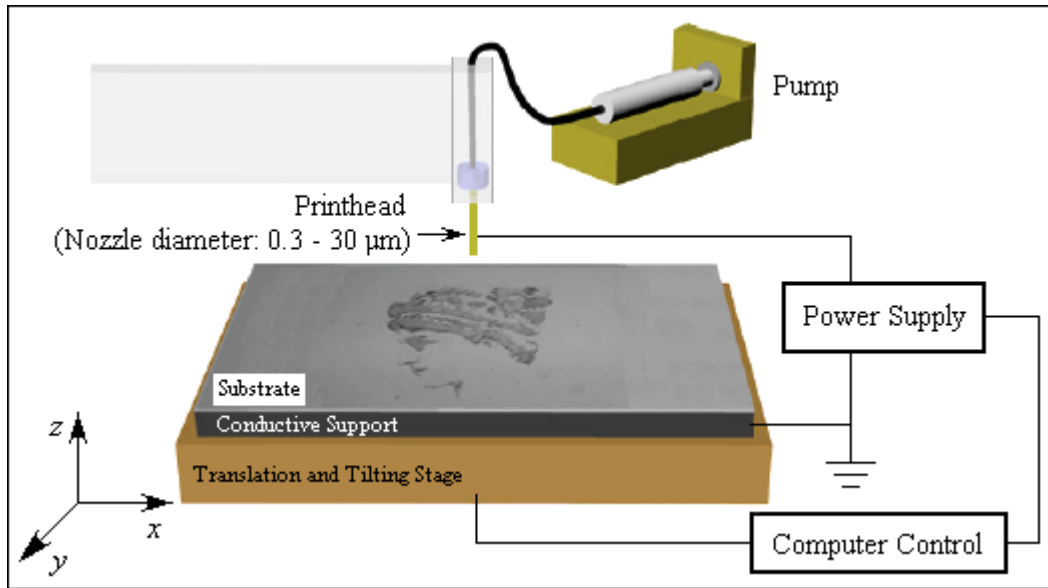 Pump
Printhead
(Nozzle diameter: 0.3 - 30 µm)
Power Supply
Substrate
Conductive Support
Translation and Tilting Stage
Computer Control
z
x
y